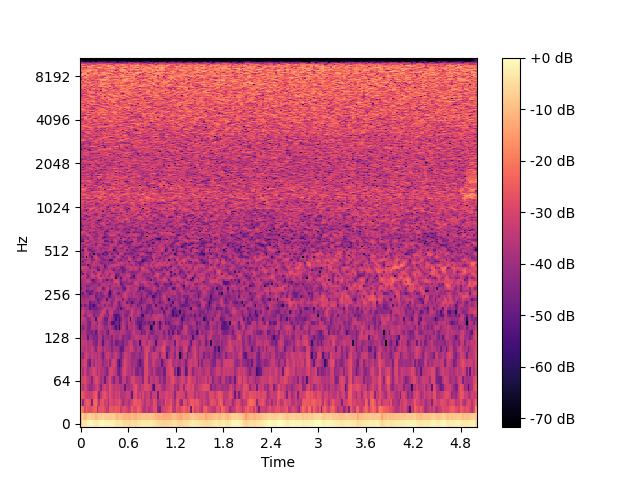 8192
4096
2048
1024
512
256
128
64
0
Hz
0 0.6 1.2 1.8 2.4 3 3.6 4.2 4.8
Time
+0 dB
-10 dB
-20 dB
-30 dB
-40 dB
-50 dB
-60 dB
-70 dB